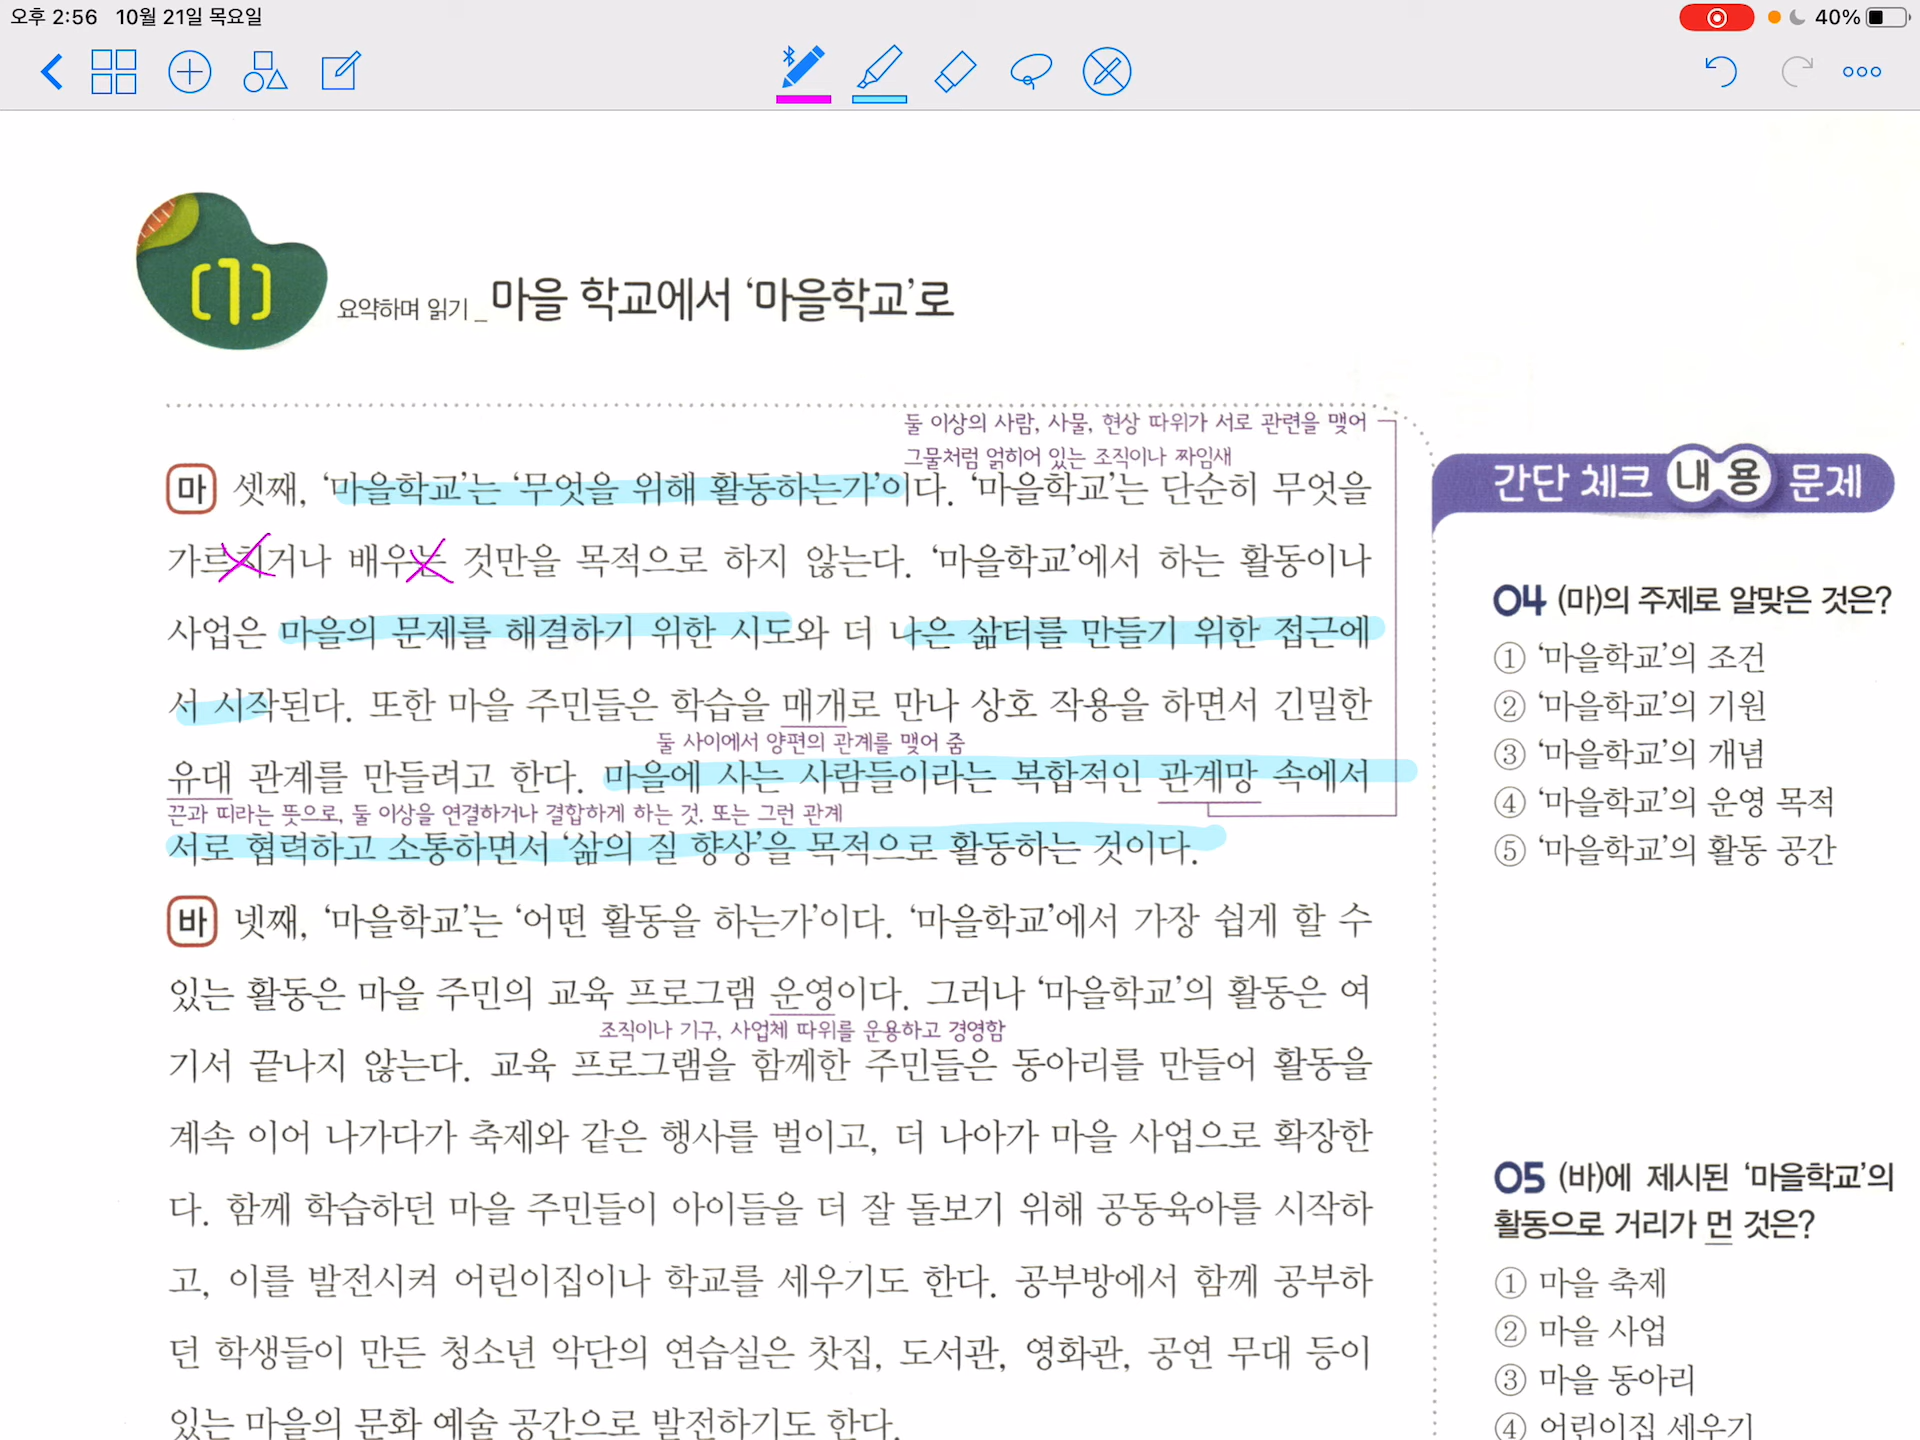 오후 2:56 10월 21일 목요일
40%
(1)
요약하며 읽기 _ 마을 학교에서 ‘마을학교’로
둘 이상의 사람, 사물, 현상 따위가 서로 관련을 맺어
그물처럼 얽히어 있는 조직이나 짜임새
마 셋째, ‘마을학교’는 ‘무엇을 위해 활동하는가’이다. ‘마을학교’는 단순히 무엇을
가르치거나 배우는 것만을 목적으로 하지 않는다. ‘마을학교’에서 하는 활동이나
사업은 마을의 문제를 해결하기 위한 시도와 더 나은 삶터를 만들기 위한 접근에
서 시작된다. 또한 마을 주민들은 학습을 매개로 만나 상호 작용을 하면서 긴밀한
둘 사이에서 양편의 관계를 맺어 줌
유대 관계를 만들려고 한다. 마을에 사는 사람들이라는 복합적인 관계망 속에서
끈과 띠라는 뜻으로, 둘 이상을 연결하거나 결합하게 하는 것. 또는 그런 관계
서로 협력하고 소통하면서 ‘삶의 질 향상’을 목적으로 활동하는 것이다.
바 넷째, ‘마을학교’는 ‘어떤 활동을 하는가’이다. ‘마을학교’에서 가장 쉽게 할 수
있는 활동은 마을 주민의 교육 프로그램 운영이다. 그러나 ‘마을학교’의 활동은 여
조직이나 기구, 사업체 따위를 운용하고 경영함
기서 끝나지 않는다. 교육 프로그램을 함께한 주민들은 동아리를 만들어 활동을
계속 이어 나가다가 축제와 같은 행사를 벌이고, 더 나아가 마을 사업으로 확장한
다. 함께 학습하던 마을 주민들이 아이들을 더 잘 돌보기 위해 공동육아를 시작하
고, 이를 발전시켜 어린이집이나 학교를 세우기도 한다. 공부방에서 함께 공부하
던 학생들이 만든 청소년 악단의 연습실은 찻집, 도서관, 영화관, 공연 무대 등이
있는 마을의 문화 예술 공간으로 발전하기도 한다.
간단 체크 내용 문제
04 (마)의 주제로 알맞은 것은?
① ‘마을학교’의 조건
② ‘마을학교’의 기원
③ ‘마을학교’의 개념
④ ‘마을학교’의 운영 목적
⑤ ‘마을학교’의 활동 공간
05 (바)에 제시된 ‘마을학교’의
활동으로 거리가 먼 것은?
① 마을 축제
② 마을 사업
③ 마을 동아리
④ 어린이집 세우기